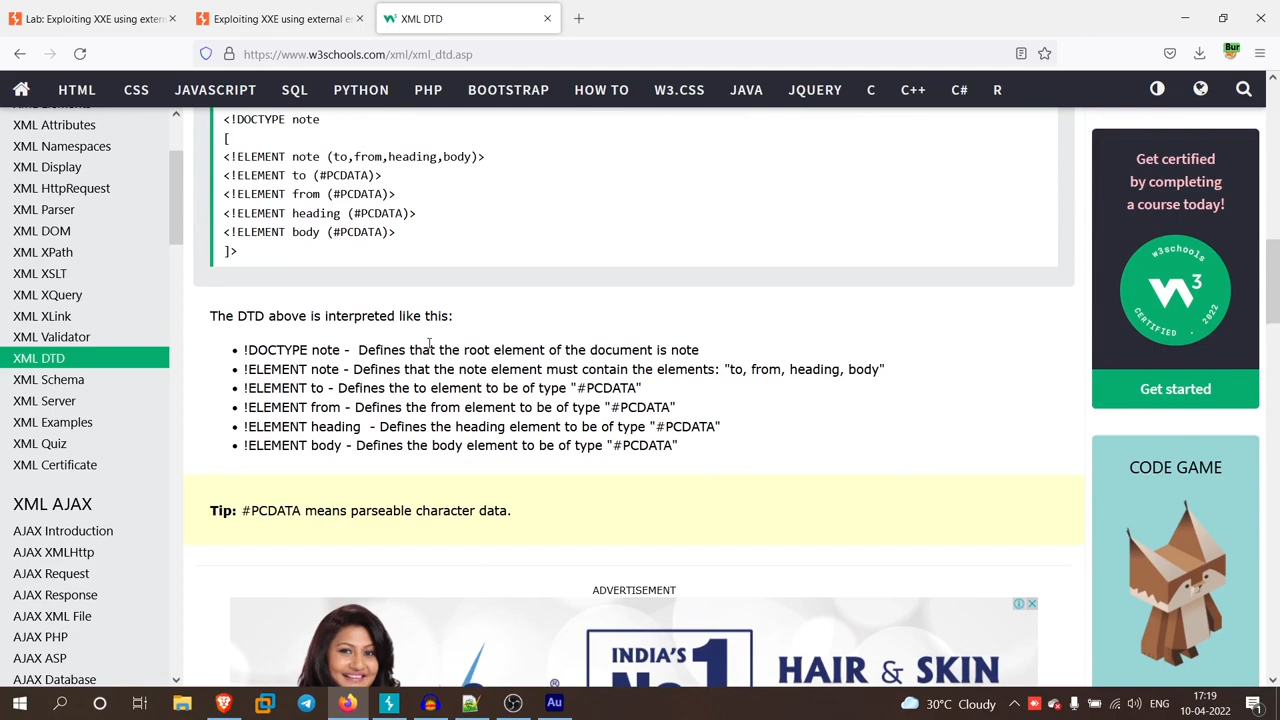 Lab: Exploiting XXE using extern
Exploiting XXE using external e
XML DTD
https://www.w3schools.com/xml/xml_dtd.asp
Bur
HTML CSS JAVASCRIPT SQL PYTHON PHP BOOTSTRAP HOW TO W3.CSS JAVA JQUERY C C++ C# R
XML Attributes
XML Namespaces
XML Display
XML HttpRequest
XML Parser
XML DOM
XML XPath
XML XSLT
XML XQuery
XML XLink
XML Validator
XML DTD
XML Schema
XML Server
XML Examples
XML Quiz
XML Certificate
XML AJAX
AJAX Introduction
AJAX XMLHttp
AJAX Request
AJAX Response
AJAX XML File
AJAX PHP
AJAX ASP
AJAX Database
<!DOCTYPE note
[
<!ELEMENT note (to,from,heading,body)>
<!ELEMENT to (#PCDATA)>
<!ELEMENT from (#PCDATA)>
<!ELEMENT heading (#PCDATA)>
<!ELEMENT body (#PCDATA)>
]>
The DTD above is interpreted like this:
• !DOCTYPE note - Defines that the root element of the document is note
• !ELEMENT note - Defines that the note element must contain the elements: "to, from, heading, body"
• !ELEMENT to - Defines the to element to be of type "#PCDATA"
• !ELEMENT from - Defines the from element to be of type "#PCDATA"
• !ELEMENT heading - Defines the heading element to be of type "#PCDATA"
• !ELEMENT body - Defines the body element to be of type "#PCDATA"
Tip: #PCDATA means parseable character data.
ADVERTISEMENT
INDIA'S
No 1
HAIR & SKIN
Get certified
by completing
a course today!
w3schools
W3
CERTIFIED . 2022
Get started
CODE GAME
Au
30°C Cloudy
17:19
10-04-2022
1